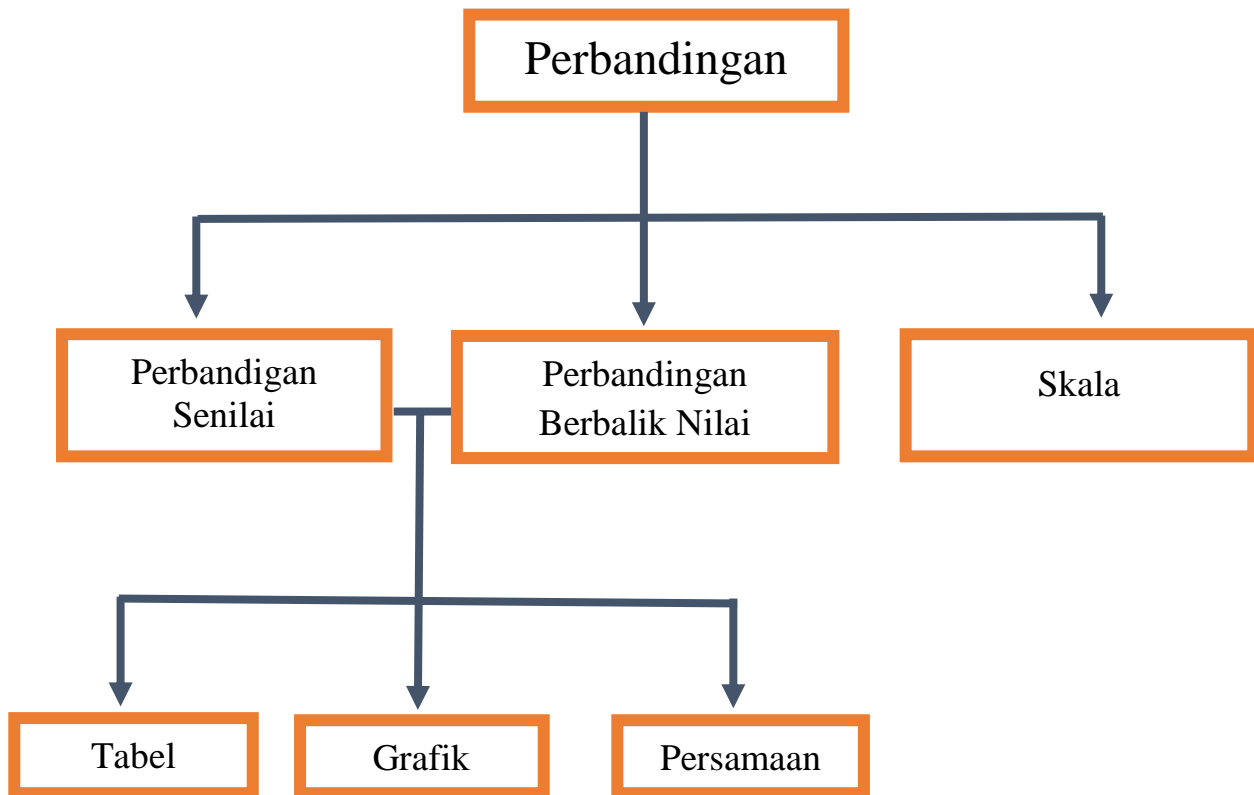 Perbandingan
Perbandigan
Senilai
Perbandingan
Berbalik Nilai
Skala
Tabel
Grafik
Persamaan